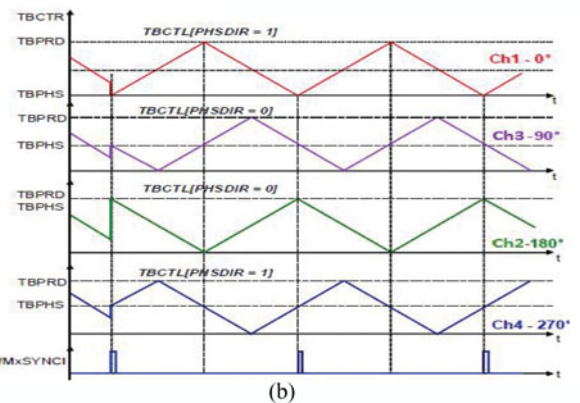 TBCTR
TBCTL[PHSDIR = 1]
TBPRD
Ch1 - 0°
TBPHS
t
TBCTL[PHSDIR = 0]
TBPRD
Ch3 - 90°
TBPHS
t
TBCTL[PHSDIR = 0]
TBPRD
TBPHS
Ch2-180°
t
TBCTL[PHSDIR = 1]
TBPRD
TBPHS
Ch4 - 270°
t
MxSYNCI
t
(b)